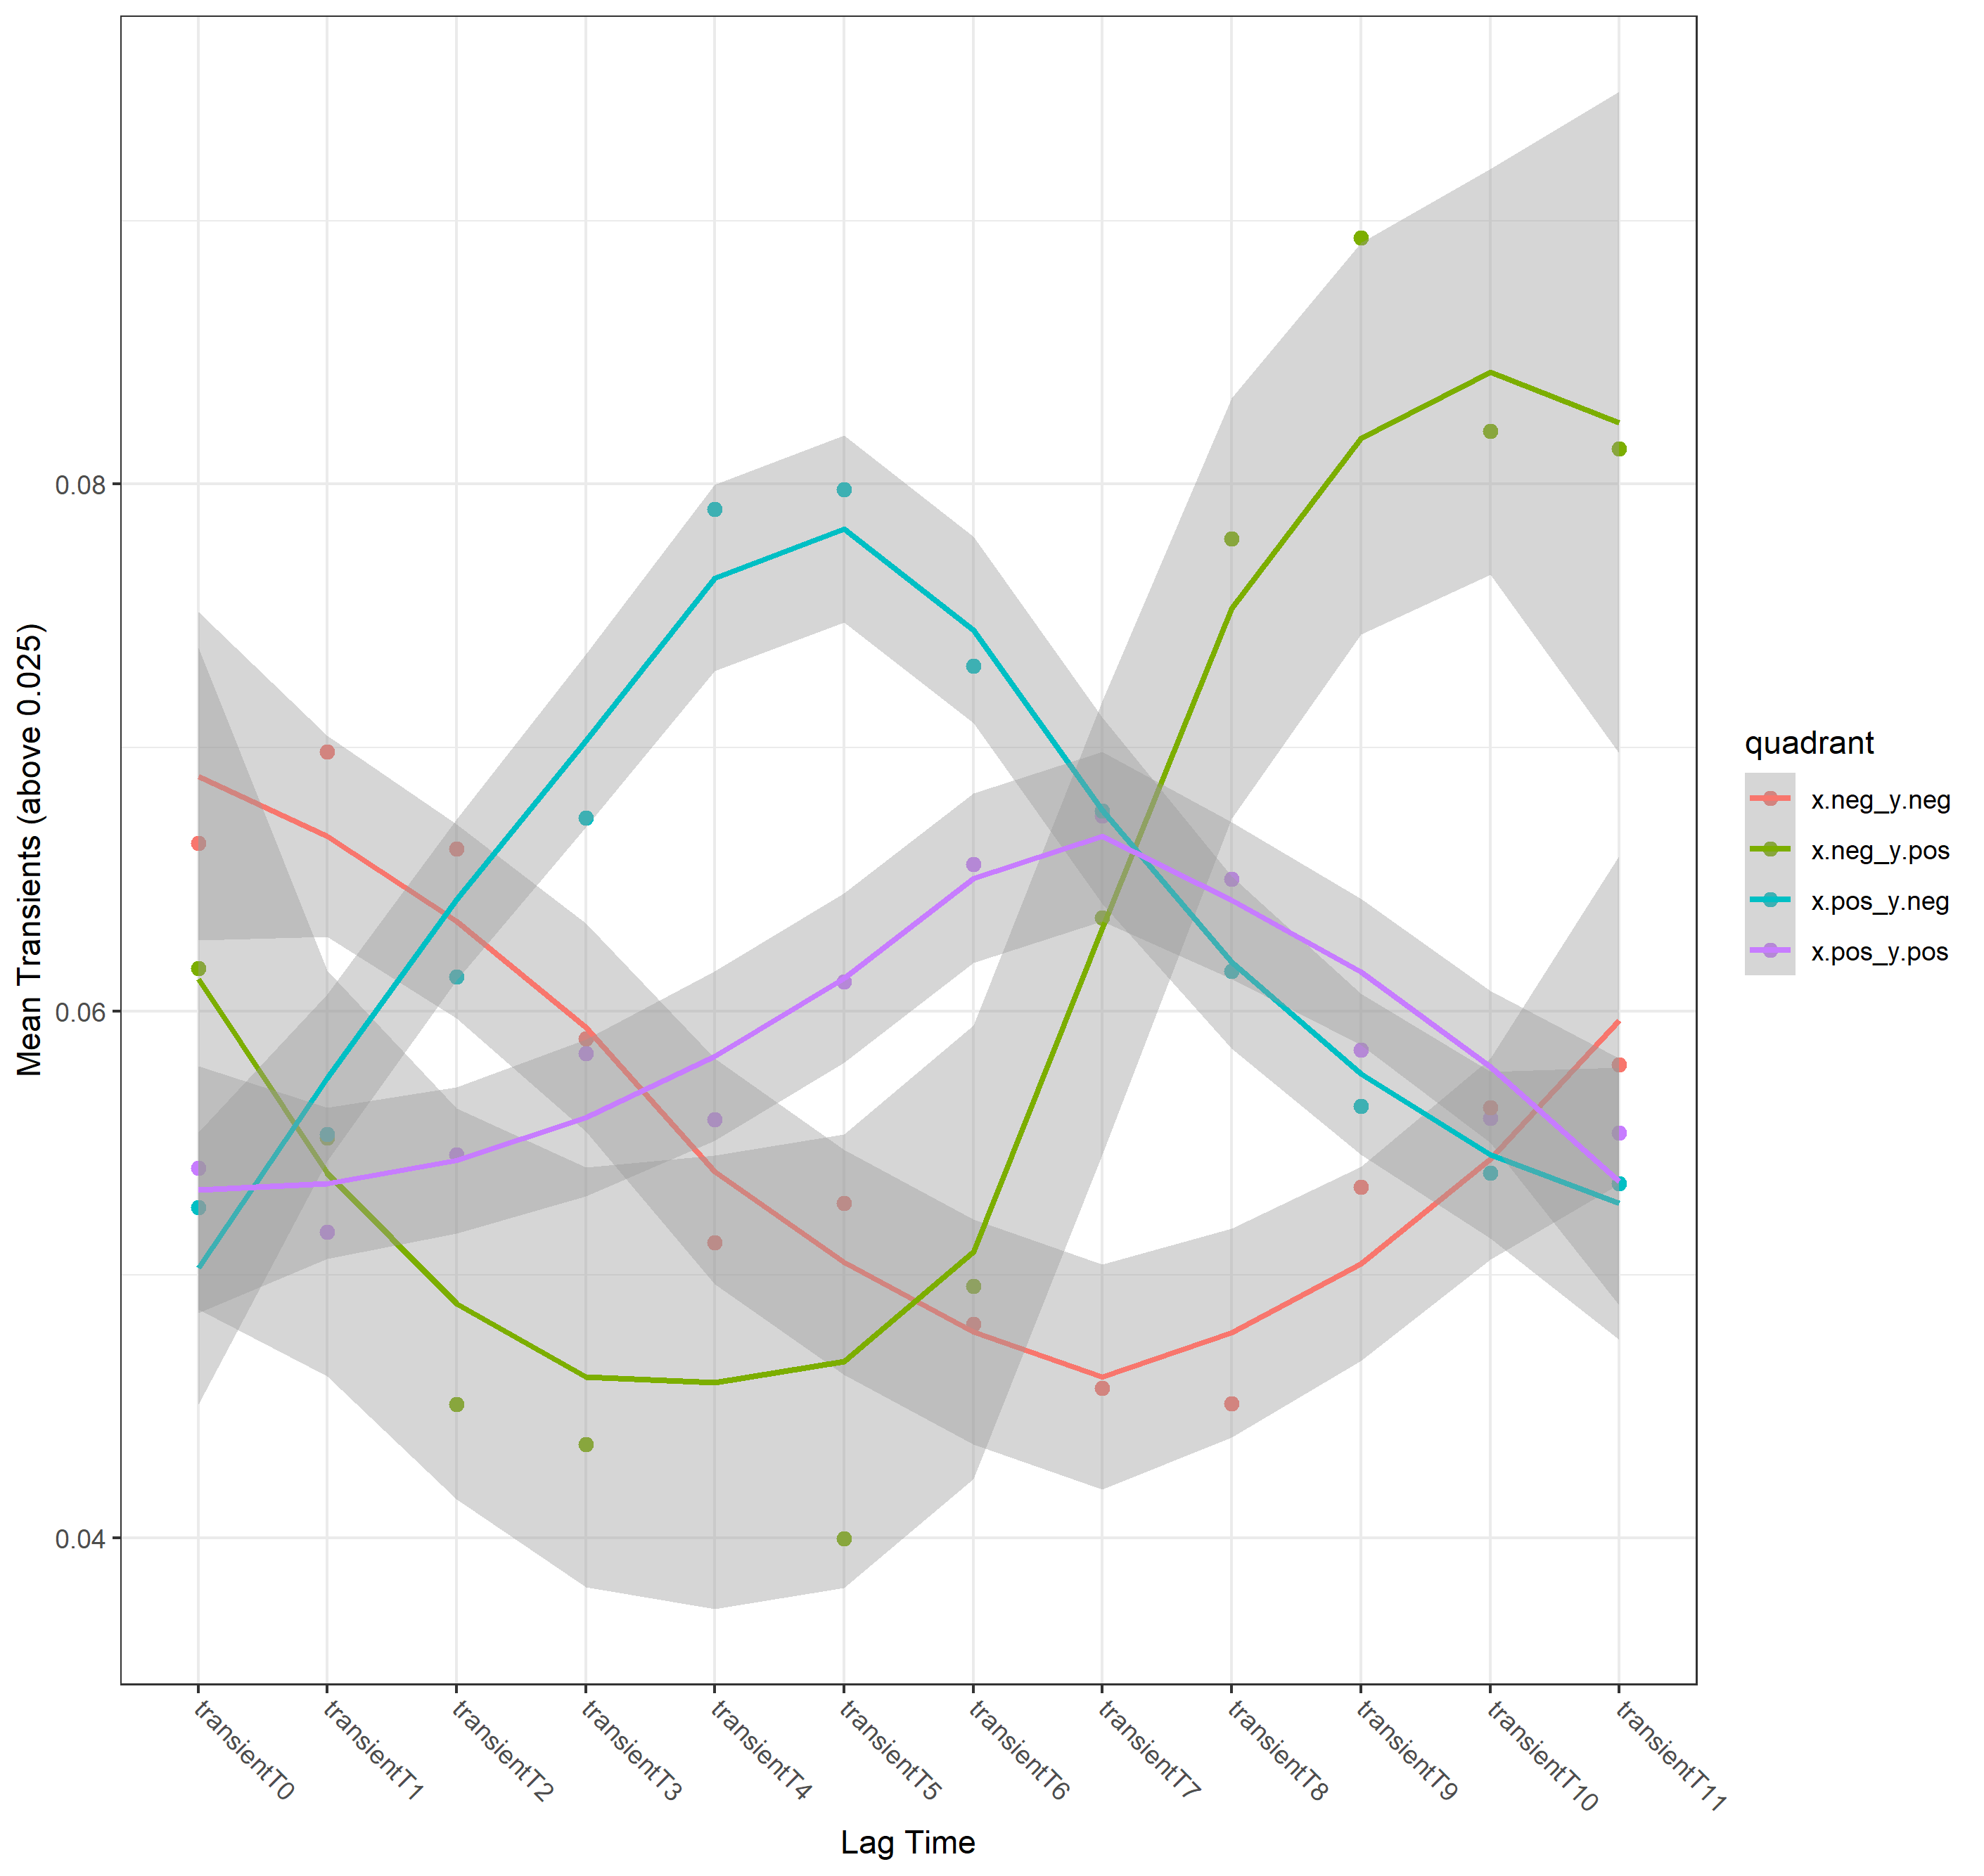 Mean Transients (above 0.025)
0.08
0.06
0.04
transientT0
transientT1
transientT2
transientT3
transientT4
transientT5
transientT6
transientT7
transientT8
transientT9
transientT10
transientT11
Lag Time
quadrant
x.neg_y.neg
x.neg_y.pos
x.pos_y.neg
x.pos_y.pos